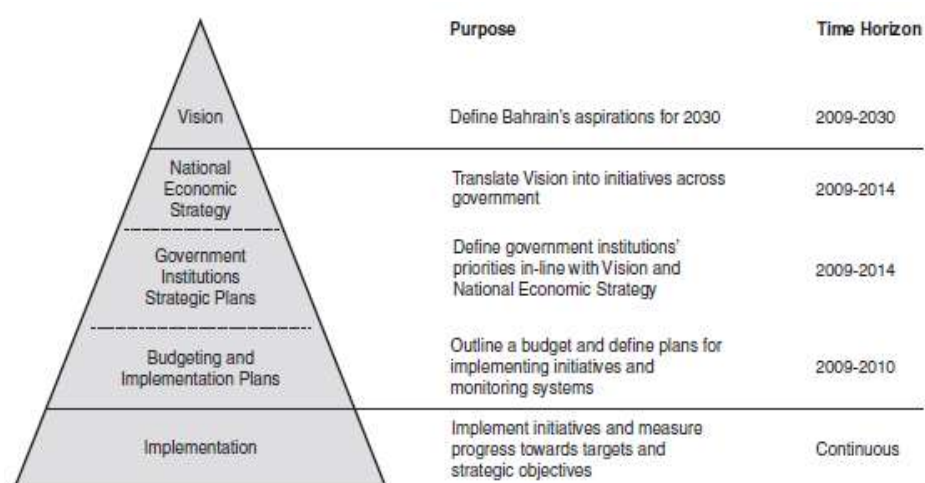 Purpose Time Horizon
Vision Define Bahrain's aspirations for 2030 2009-2030
National
Economic
Strategy
Translate Vision into initiatives across
government
2009-2014
Government
Institutions
Strategic Plans
Define government institutions'
priorities in-line with Vision and
National Economic Strategy
2009-2014
Budgeting and
Implementation Plans
Outline a budget and define plans for
implementing initiatives and
monitoring systems
2009-2010
Implementation
Implement initiatives and measure
progress towards targets and
strategic objectives
Continuous